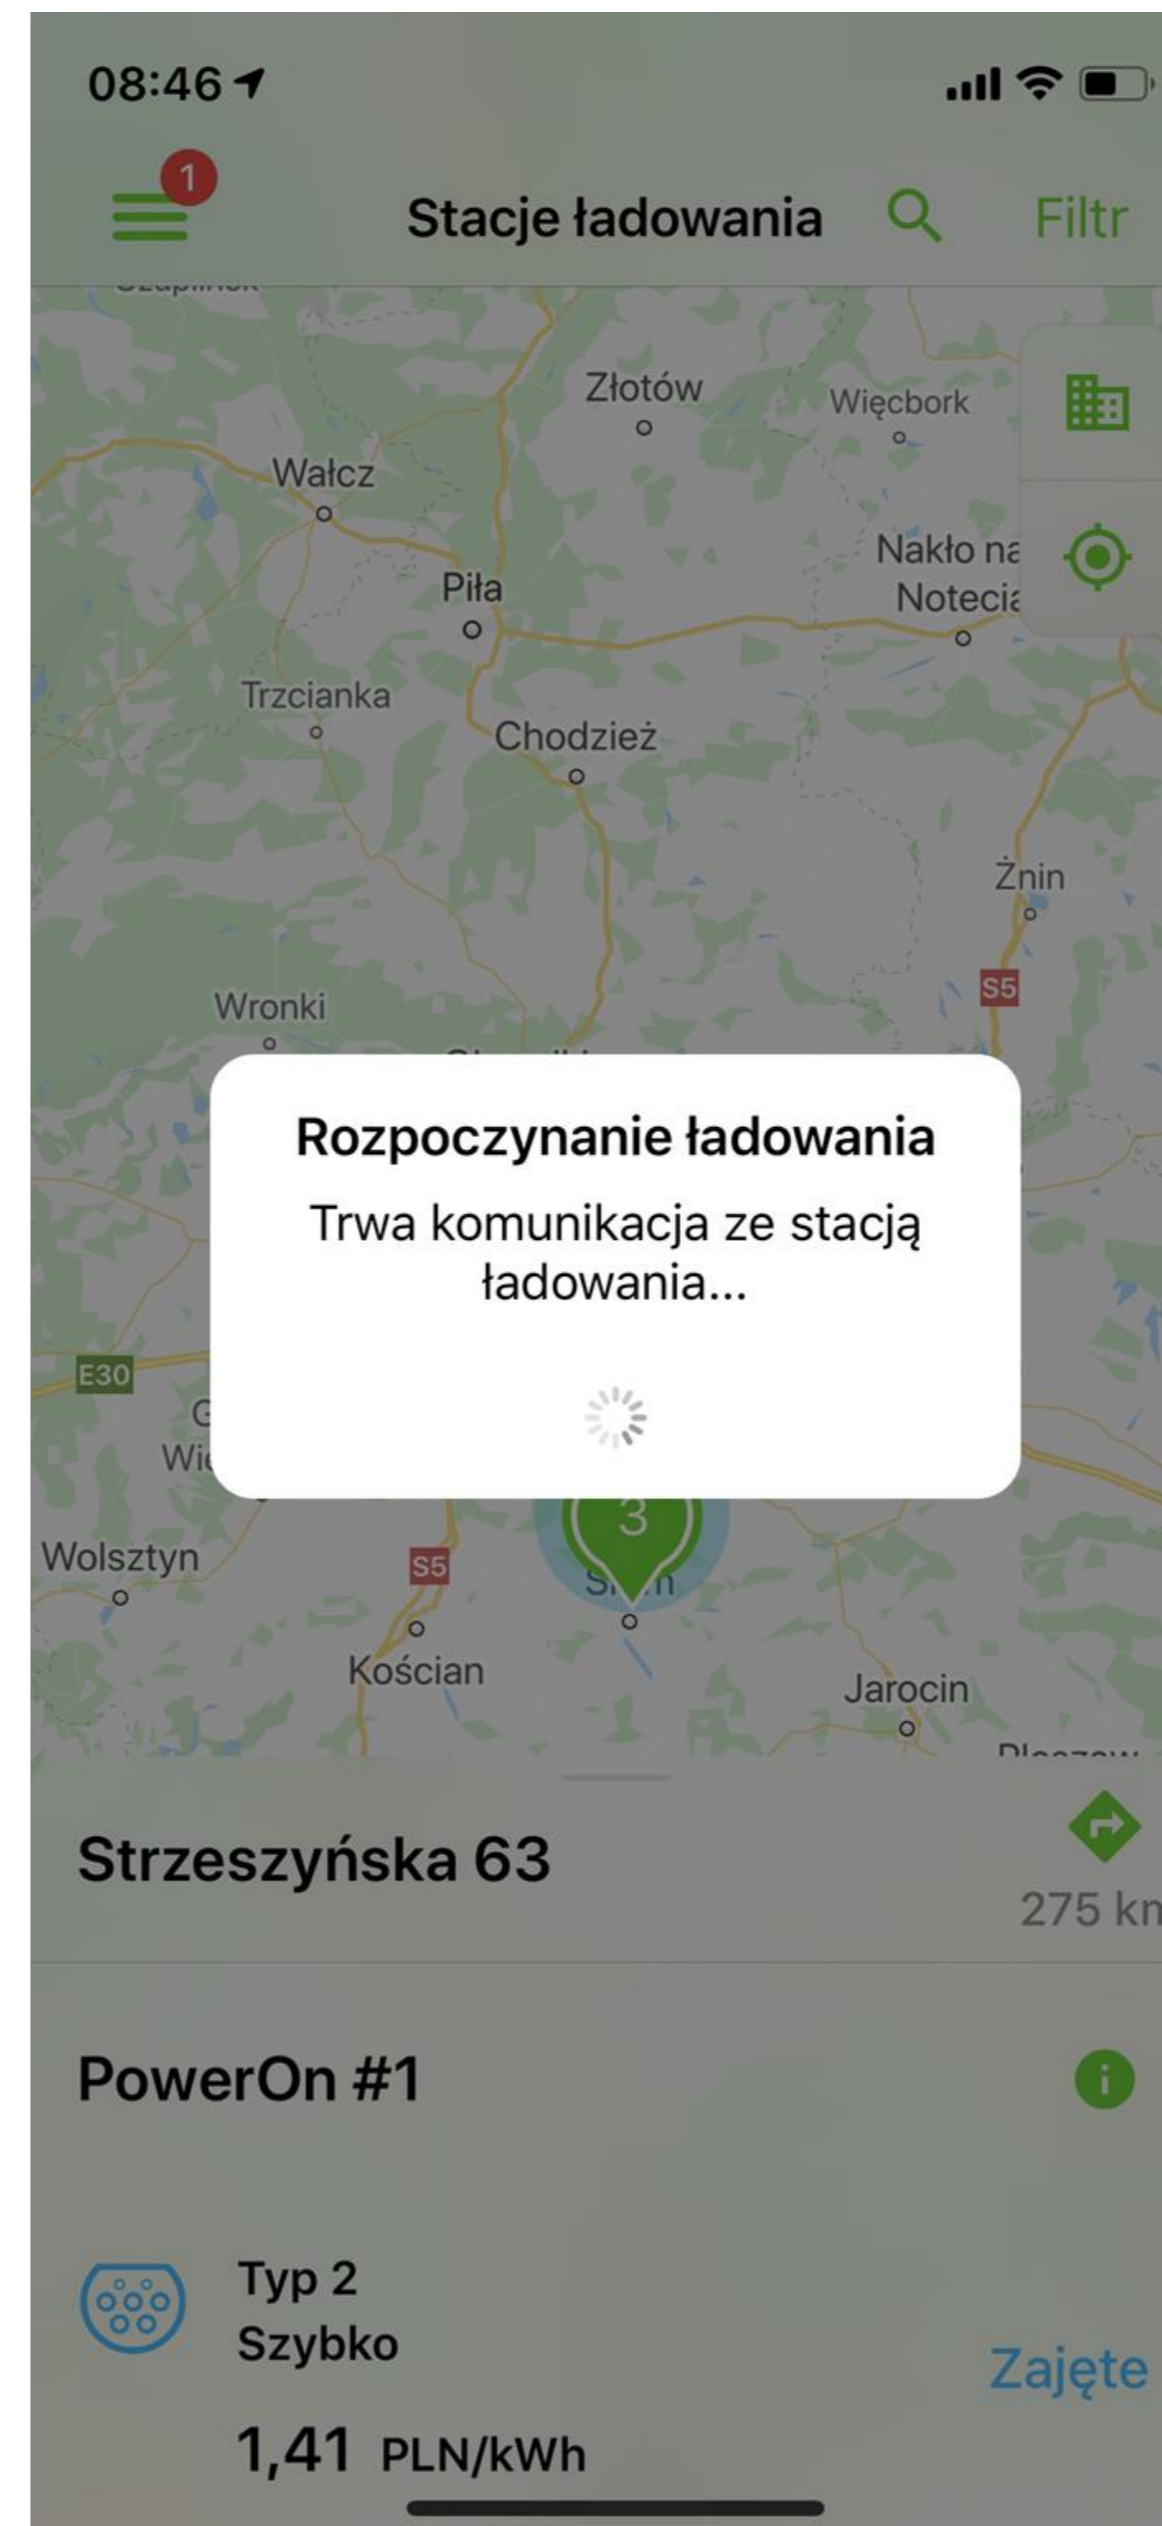 08:46
1
Stacje ładowania
Filtr
Złotów
Więcbork
Wałcz
Nakło na
Piła
Trzcianka
Chodzież
Żnin
S5
Wronki
Rozpoczynanie ładowania
Trwa komunikacja ze stacją
ładowania...
E30
3
Wolsztyn
S5
Kościan
Jarocin
Strzeszyńska 63
275 km
PowerOn #1
Typ 2
Szybko
Zajęte
1,41 PLN/kWh